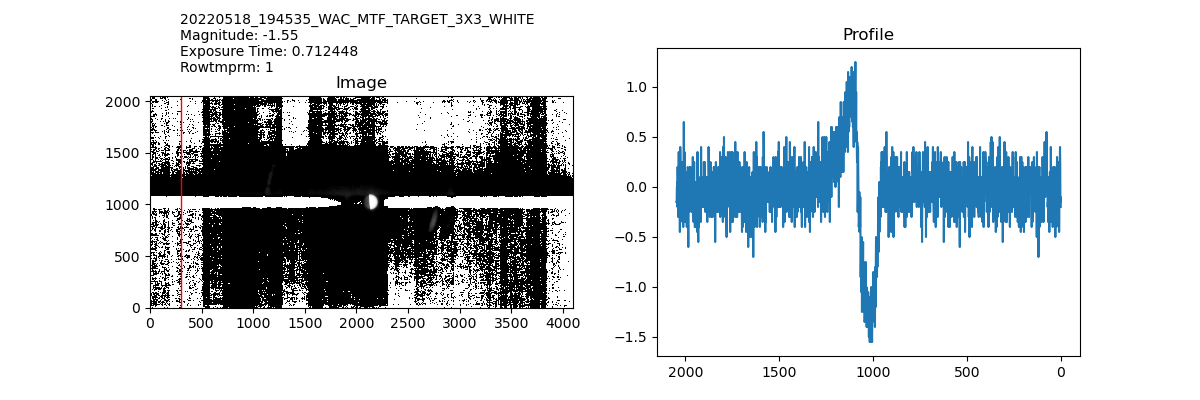 20220518_194535_WAC_MTF_TARGET_3X3_WHITE
Magnitude: -1.55
Exposure Time: 0.712448
Rowtmprm: 1
Image
2000
1500
1000
500
0
0 500 1000 1500 2000 2500 3000 3500 4000
Profile
1.0
0.5
0.0
−0.5
−1.0
−1.5
2000 1500 1000 500 0